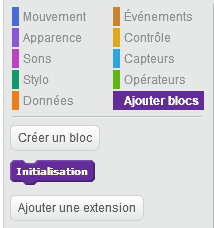 Mouvement
Événements
Apparence
Contrôle
Sons
Capteurs
Stylo
Opérateurs
Données
Ajouter blocs
Créer un bloc
Initialisation
Ajouter une extension